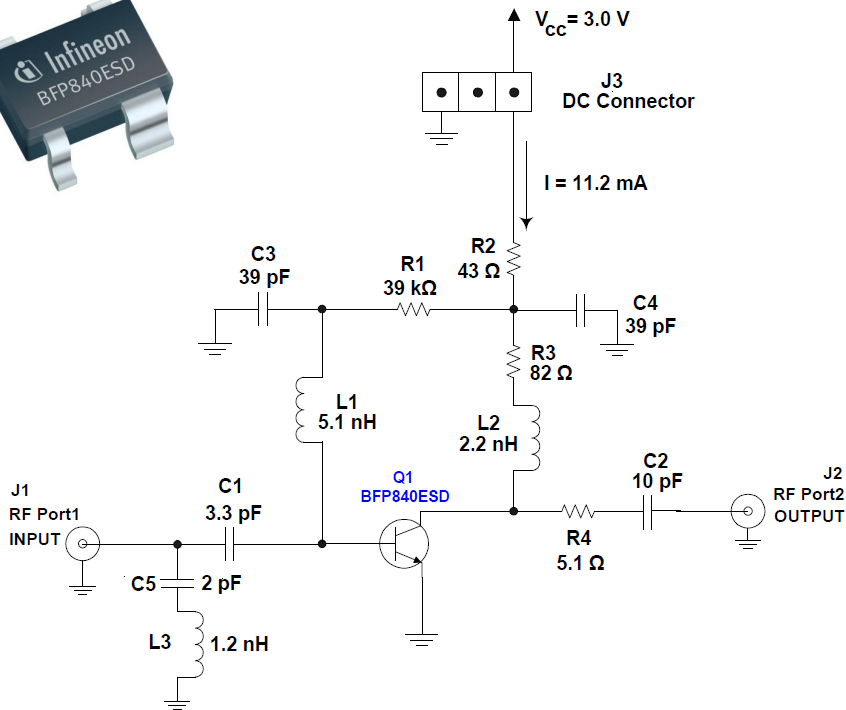 Infineon
BFP840ESD
VCC= 3.0 V
J3
DC Connector
I = 11.2 mA
R2
43 Ω
C3
39 pF
R1
39 kΩ
C4
39 pF
R3
82 Ω
L1
5.1 nH
L2
2.2 nH
Q1
BFP840ESD
C2
10 pF
J2
RF Port2
OUTPUT
J1
RF Port1
INPUT
C1
3.3 pF
R4
5.1 Ω
C5
2 pF
L3
1.2 nH